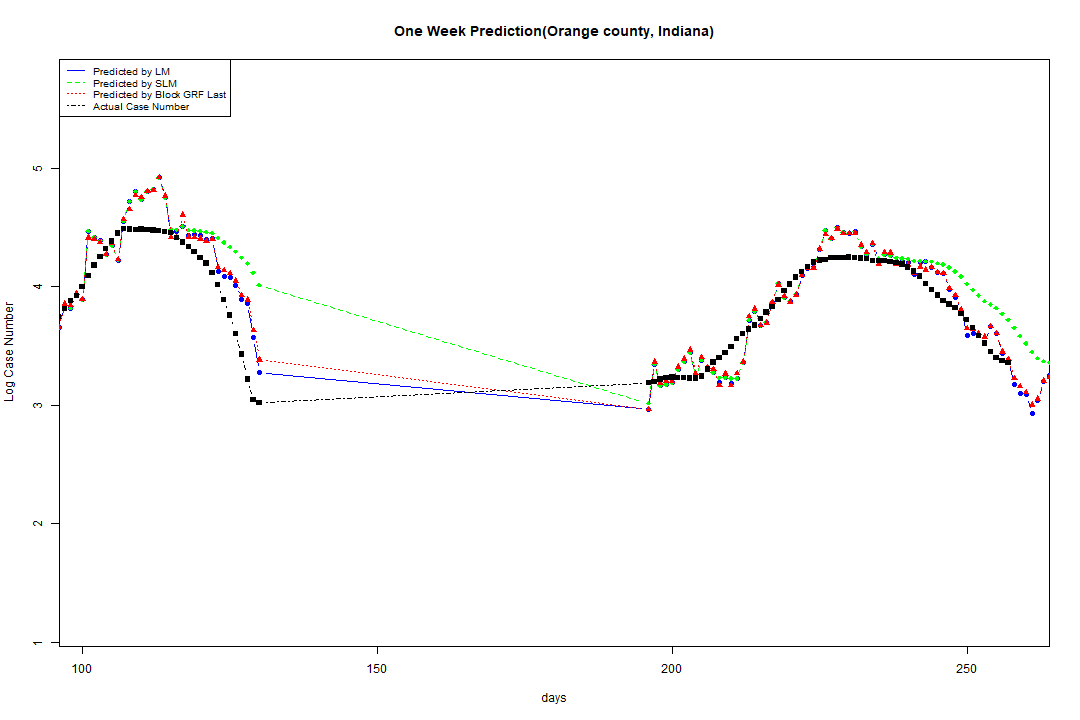 One Week Prediction(Orange county, Indiana)
Predicted by LM
Predicted by SLM
Predicted by Block GRF Last
Actual Case Number
5
4
3
2
1
Log Case Number
100 150 200 250
days